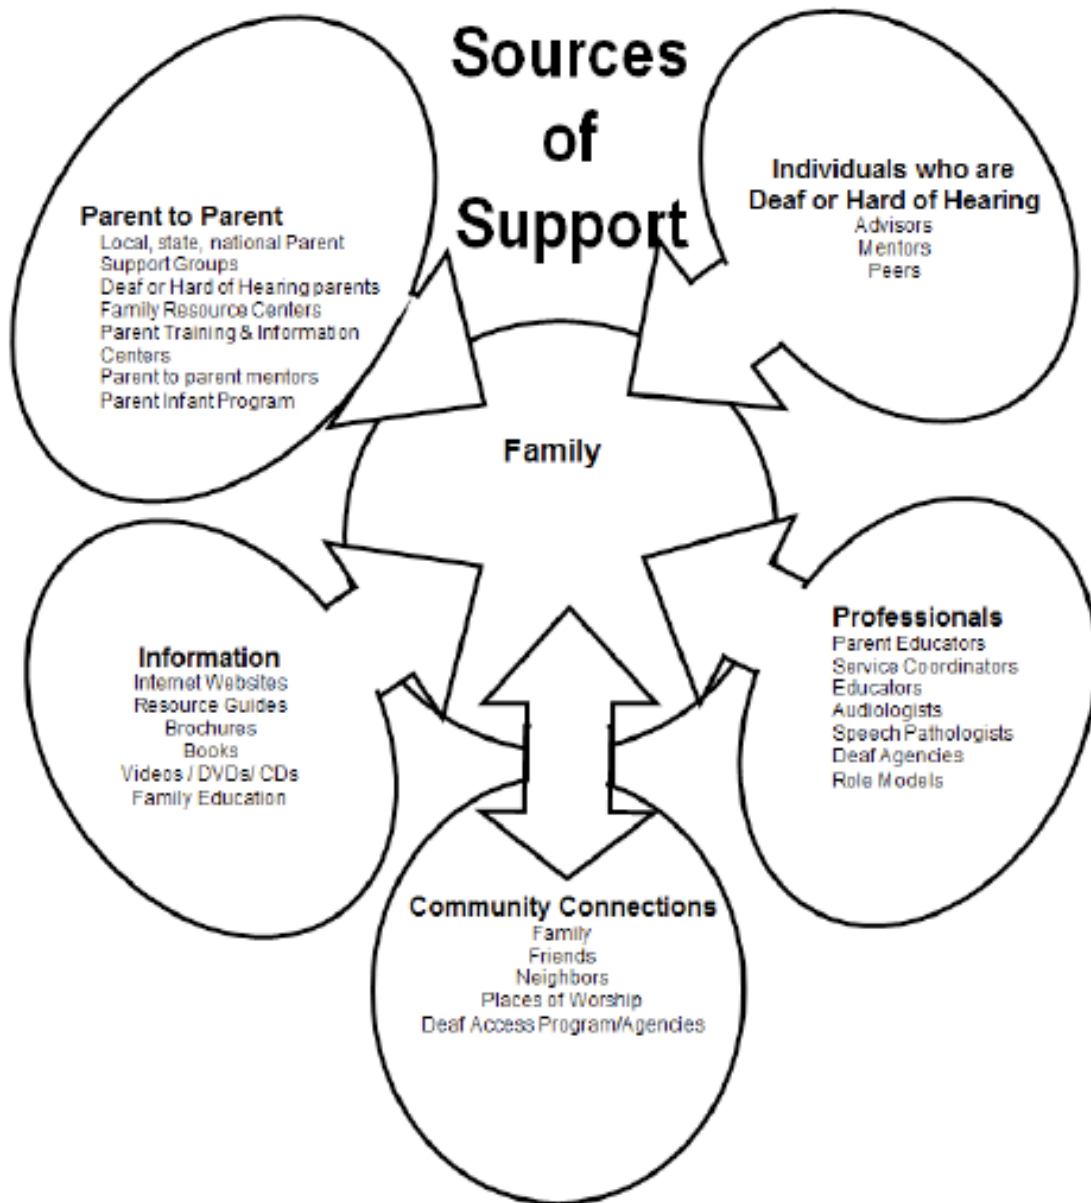 Sources
of
Support
Parent to Parent
Local, state, national Parent
Support Groups
Deaf or Hard of Hearing parents
Family Resource Centers
Parent Training & Information
Centers
Parent to parent mentors
Parent Infant Program
Individuals who are
Deaf or Hard of Hearing
Advisors
Mentors
Peers
Family
Information
Internet Websites
Resource Guides
Brochures
Books
Videos / DVDs/ CDs
Family Education
Professionals
Parent Educators
Service Coordinators
Educators
Audiologists
Speech Pathologists
Deaf Agencies
Role Models
Community Connections
Family
Friends
Neighbors
Places of Worship
Deaf Access Program/Agencies